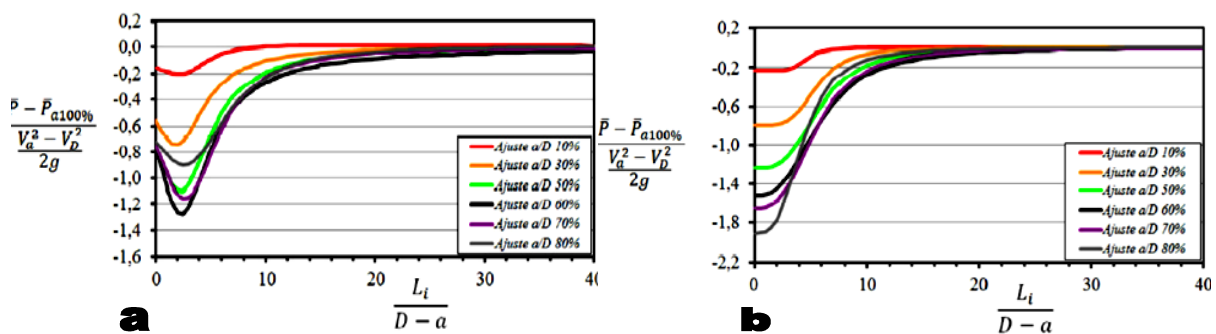 0,2
0,0
-0,2
-0,4
-0,6
-0,8
-1,0
-1,2
-1,4
-1,6
P̄ − P̄a100%
Va² − VD²
2g
Ajuste a/D 10%
Ajuste a/D 30%
Ajuste a/D 50%
Ajuste a/D 60%
Ajuste a/D 70%
Ajuste a/D 80%
0 10 20 30 40
Li
D − a
a
0,2
-0,2
-0,6
-1,0
-1,4
-1,8
-2,2
P̄ − P̄a100%
Va² − VD²
2g
Ajuste a/D 10%
Ajuste a/D 30%
Ajuste a/D 50%
Ajuste a/D 60%
Ajuste a/D 70%
Ajuste a/D 80%
0 10 20 30 40
Li
D − a
b